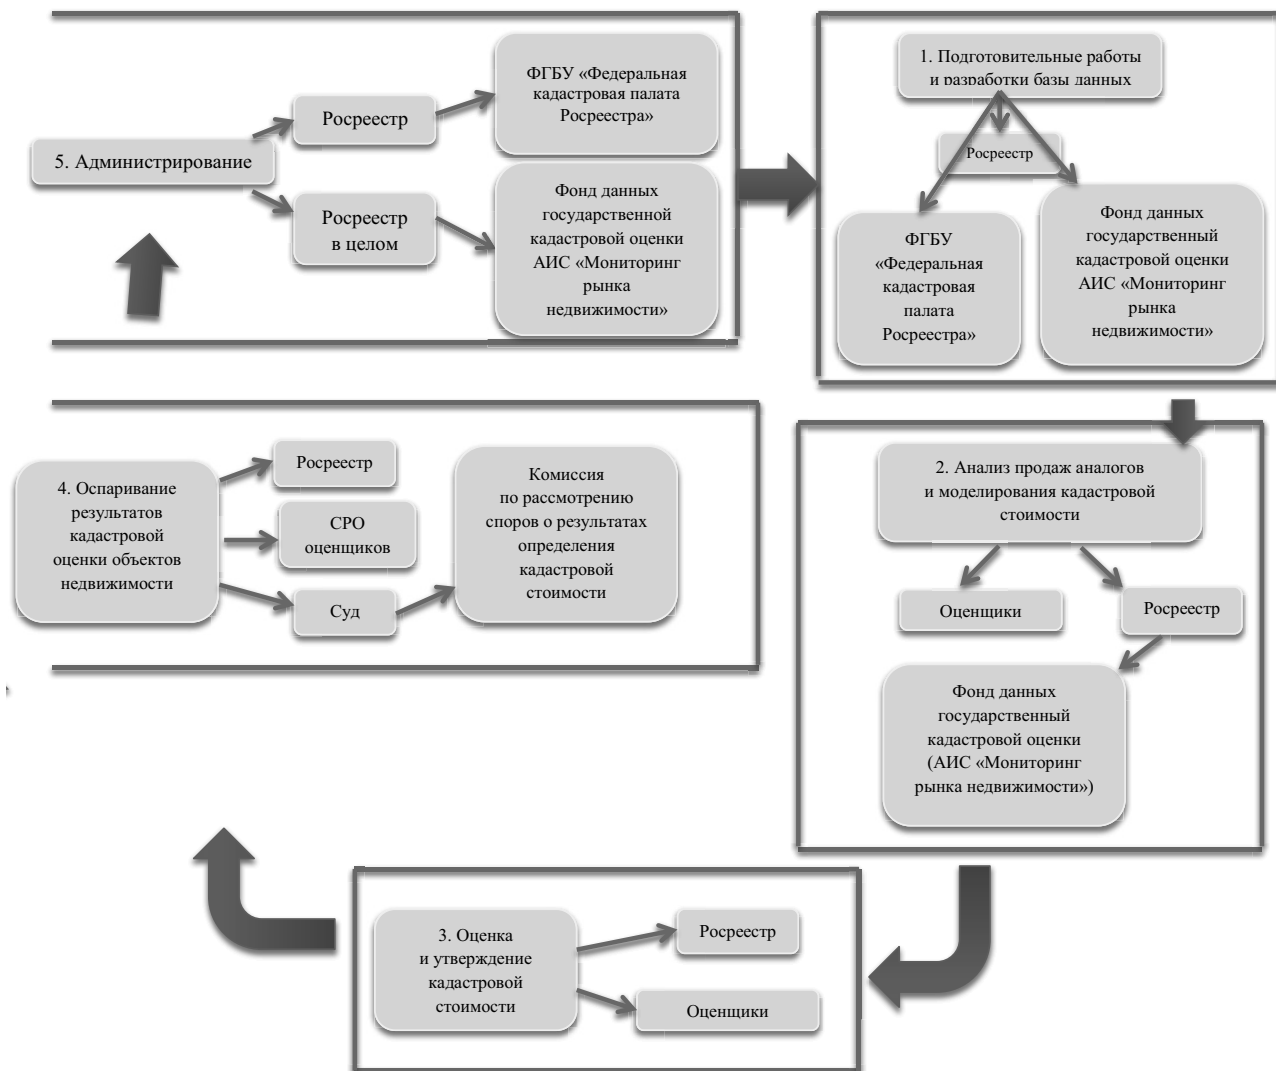 5. Администрирование
Росреестр
ФГБУ «Федеральная
кадастровая палата
Росреестра»
Росреестр
в целом
Фонд данных
государственной
кадастровой оценки
АИС «Мониторинг
рынка
недвижимости»
1. Подготовительные работы
и разработки базы данных
Росреестр
ФГБУ
«Федеральная
кадастровая
палата
Росреестра»
Фонд данных
государственный
кадастровой оценки
АИС «Мониторинг
рынка
недвижимости»
2. Анализ продаж аналогов
и моделирования кадастровой
стоимости
Оценщики
Росреестр
Фонд данных
государственный
кадастровой оценки
(АИС «Мониторинг
рынка недвижимости»)
3. Оценка
и утверждение
кадастровой
стоимости
Росреестр
Оценщики
4. Оспаривание
результатов
кадастровой
оценки объектов
недвижимости
Росреестр
СРО
оценщиков
Суд
Комиссия
по рассмотрению
споров о результатах
определения
кадастровой
стоимости